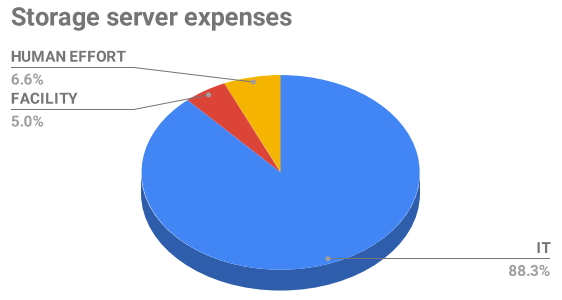 Storage server expenses
HUMAN EFFORT
6.6%
FACILITY
5.0%
IT
88.3%